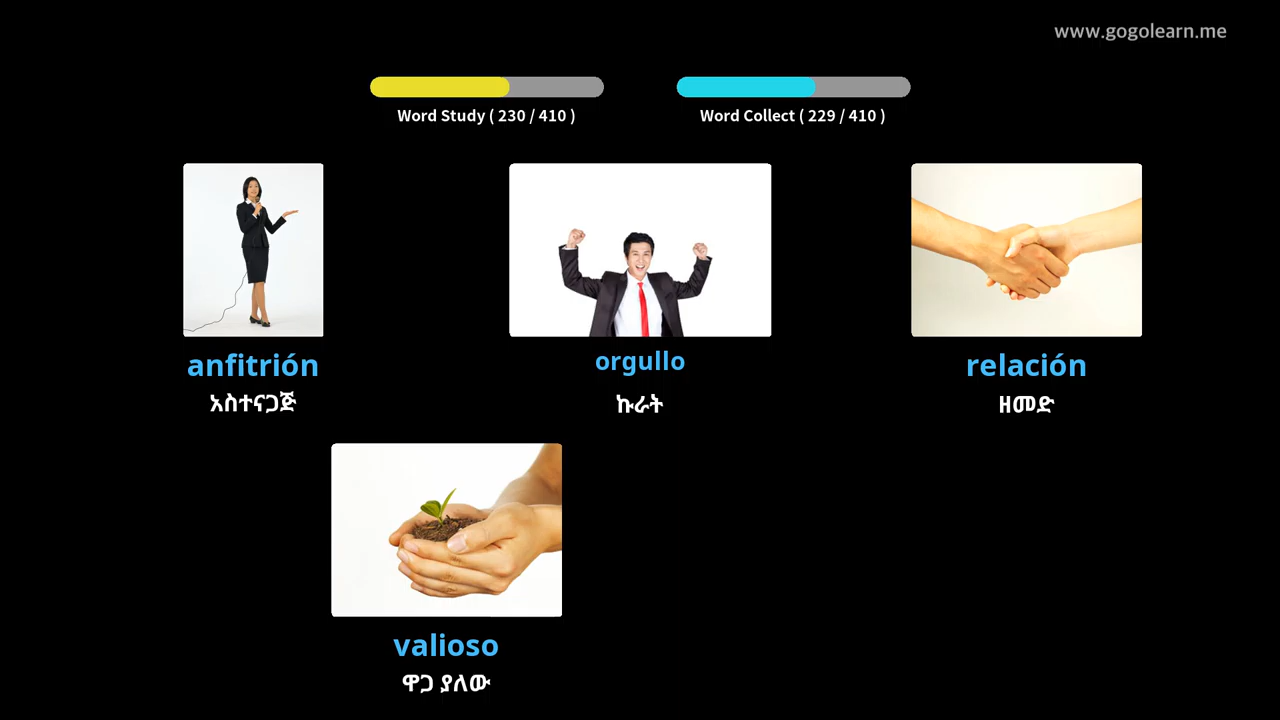 www.gogolearn.me
Word Study ( 230 / 410 )
Word Collect ( 229 / 410 )
anfitrión
አስተናጋጅ
orgullo
ኩራት
relación
ዘመድ
valioso
ዋጋ ያለው